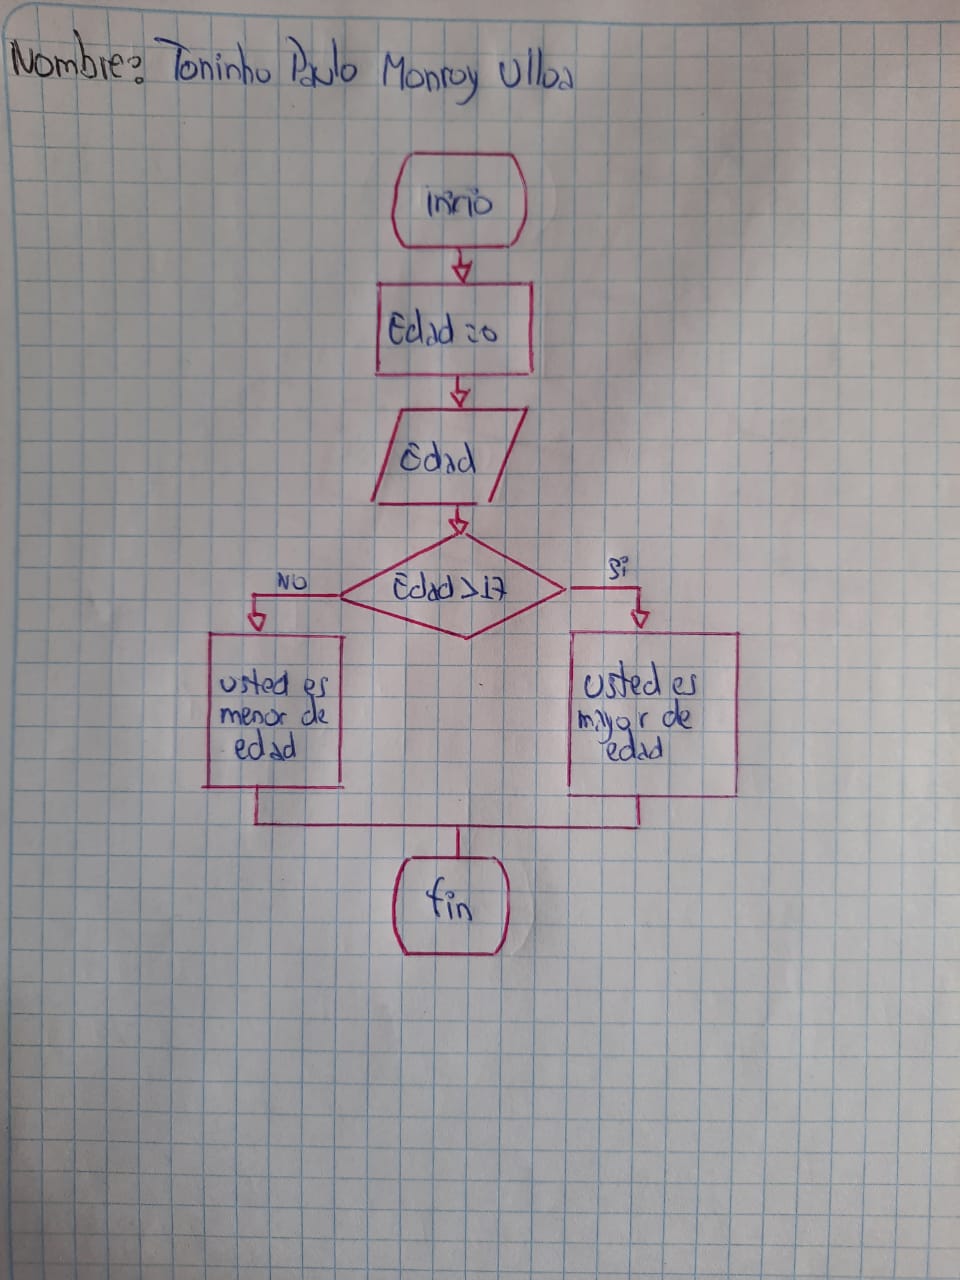 Nombre: Toninho Paulo Monroy Ulloa
inicio
Edad = 0
Edad
Edad > 17
NO
Si
usted es
menor de
edad
usted es
mayor de
edad
fin